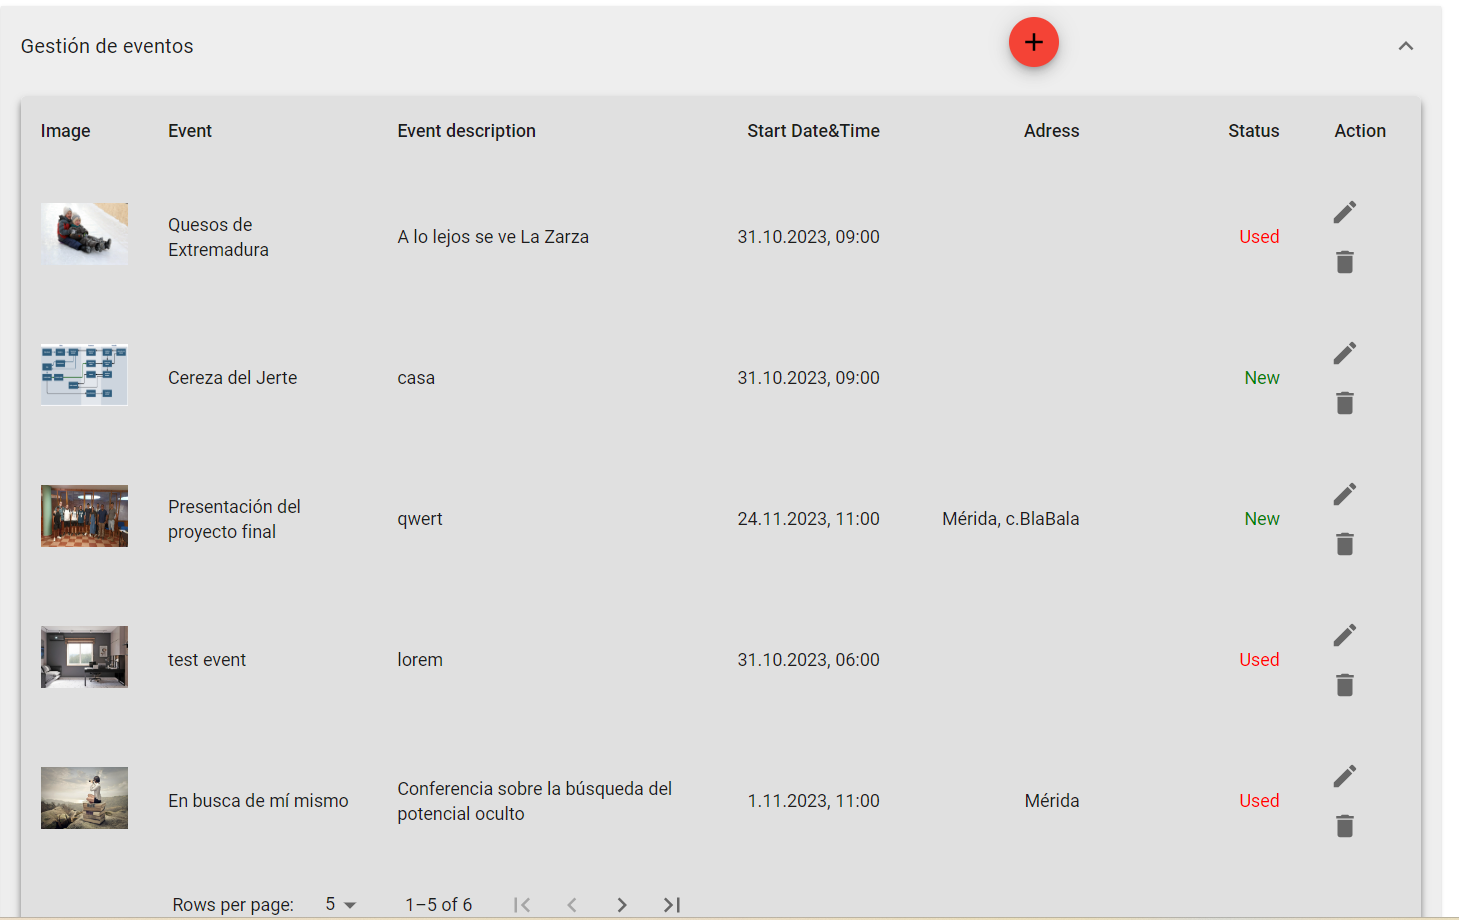 Gestión de eventos
Image Event Event description Start Date&Time Adress Status Action
Quesos de
Extremadura
A lo lejos se ve La Zarza 31.10.2023, 09:00 Used
Cereza del Jerte casa 31.10.2023, 09:00 New
Presentación del
proyecto final
qwert 24.11.2023, 11:00 Mérida, c.BlaBala New
test event lorem 31.10.2023, 06:00 Used
En busca de mí mismo
Conferencia sobre la búsqueda del
potencial oculto
1.11.2023, 11:00 Mérida Used
Rows per page: 5 1–5 of 6